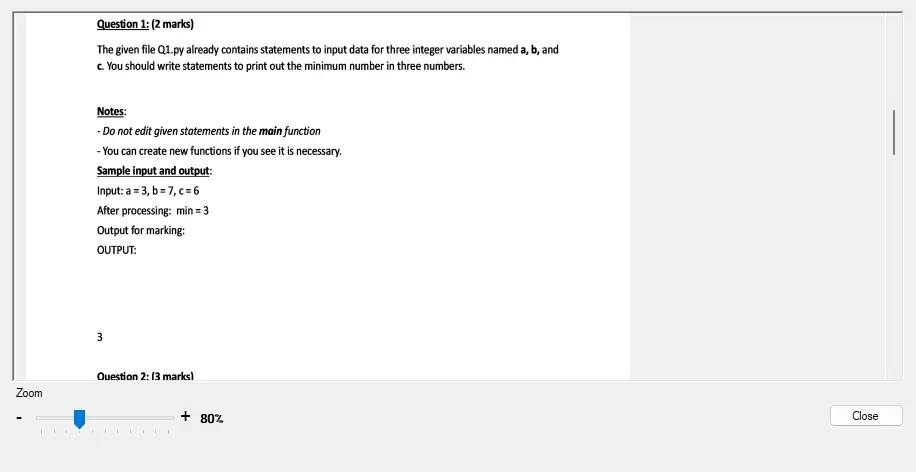 Question 1: (2 marks)
The given file Q1.py already contains statements to input data for three integer variables named a, b, and
c. You should write statements to print out the minimum number in three numbers.
Notes:
- Do not edit given statements in the main function
- You can create new functions if you see it is necessary.
Sample input and output:
Input: a = 3, b = 7, c = 6
After processing: min = 3
Output for marking:
OUTPUT:
3
Question 2: (3 marks)
Zoom
- + 80%
Close